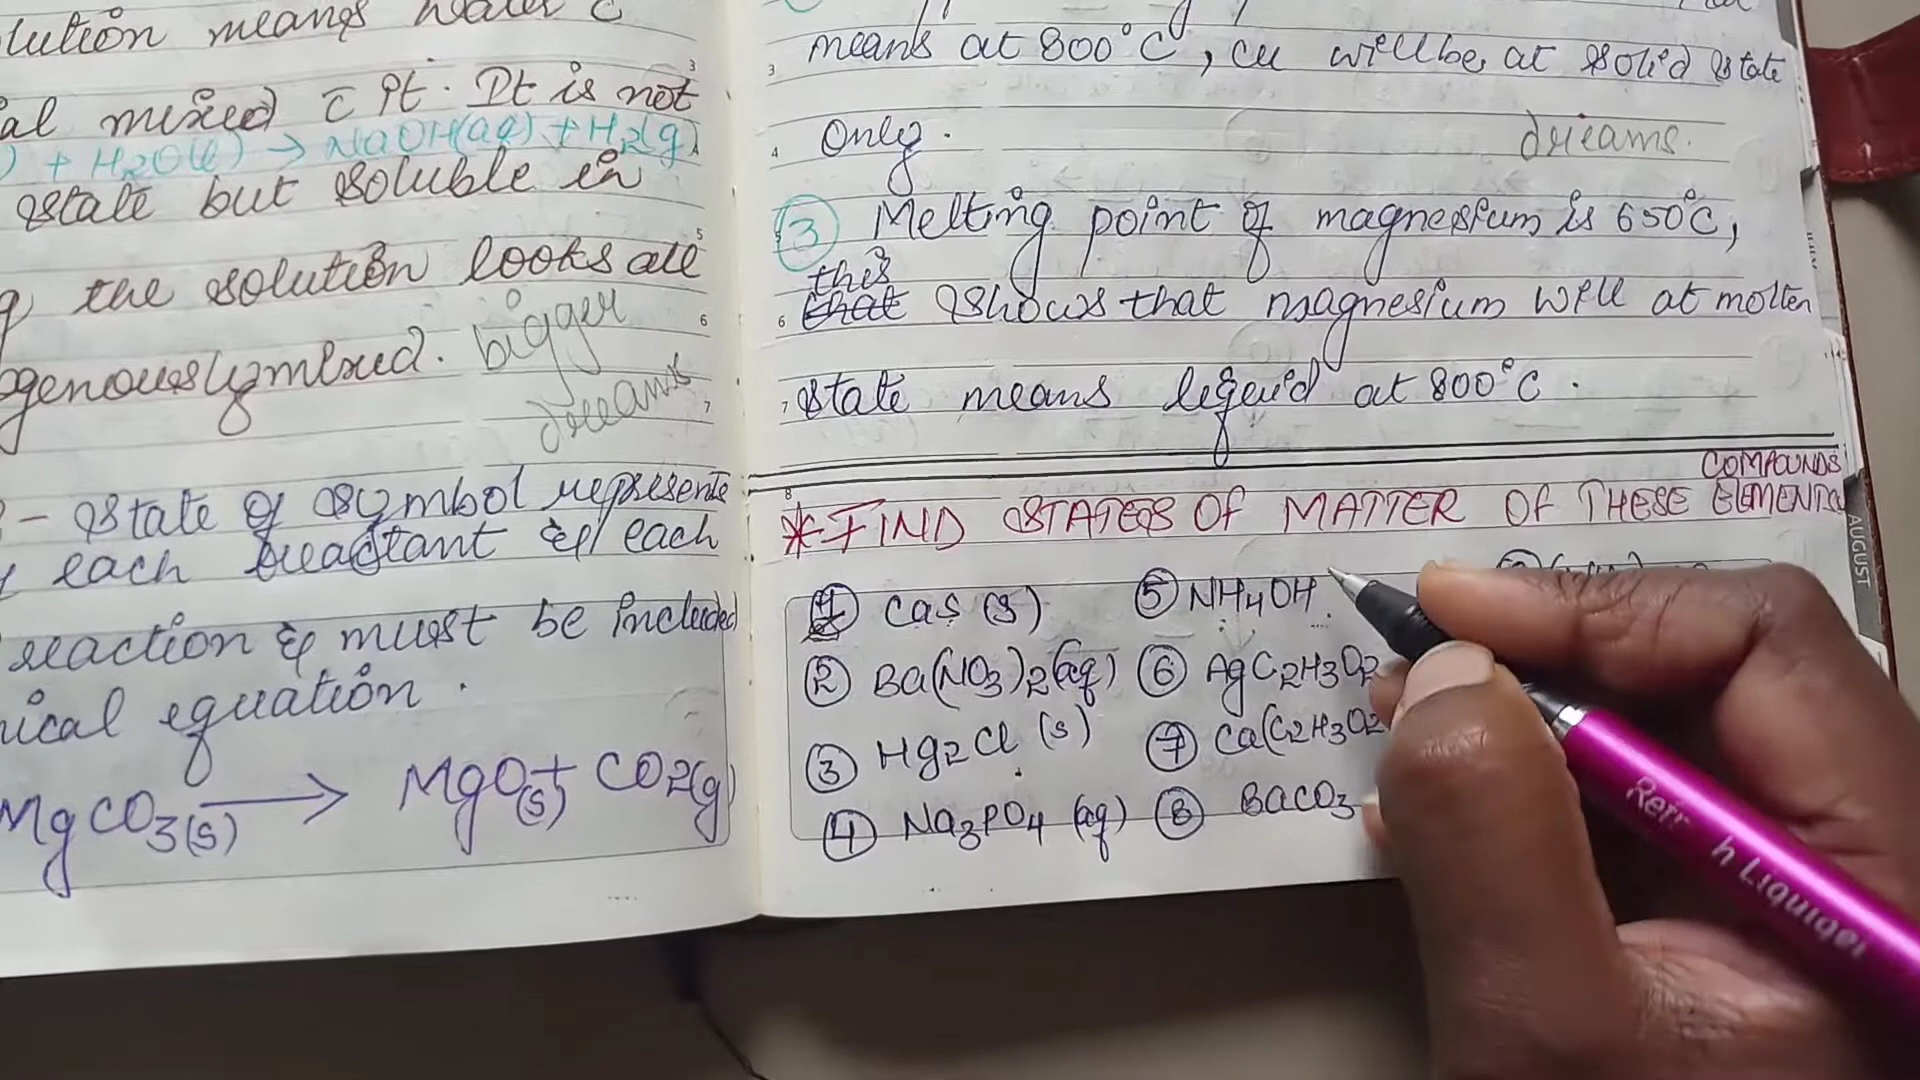 lution means water c̄
al mixed c̄ Pt. It is not
) + H2O(l) → NaOH(aq) + H2(g)
state but soluble in
the solution looks all
bigger
genously mixed.
dreams
- State of symbol represents
each reactant & each
reaction & must be included
ical equation.
MgCO3(s) → MgO(s) + CO2(g)
means at 800°C, cu will be at solid state
only.
dreams.
3 Melting point of magnesium is 650°C,
this
that shows that magnesium will at molten
state means liquid at 800°C.
COMPOUNDS
*FIND STATES OF MATTER OF THESE ELEMENTS
1 CaS (s)
2 Ba(NO3)2(aq)
3 Hg2Cl (s)
4 Na3PO4 (aq)
5 NH4OH
6 AgC2H3O2
7 Ca(C2H3O2
8 BaCO3
AUGUST
h Liquigel